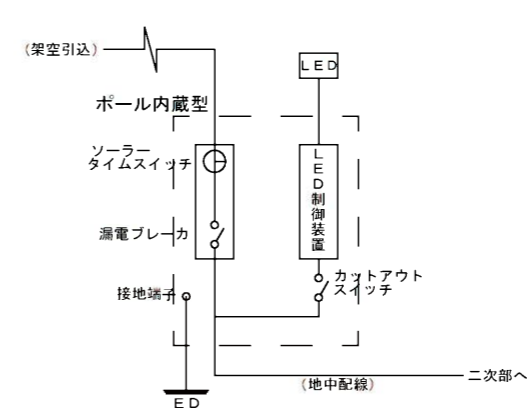 (架空引込)
LED
ポール内蔵型
ソーラー
タイムスイッチ
LED制御装置
漏電ブレーカ
カットアウト
スイッチ
接地端子
(地中配線)
二次部へ
ED